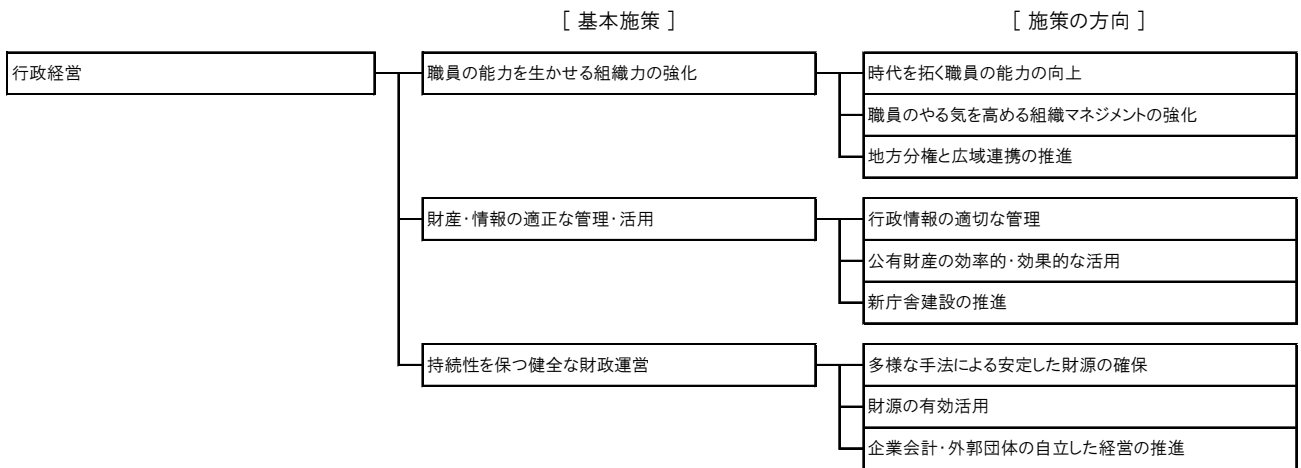 [ 基本施策 ]
[ 施策の方向 ]
行政経営
職員の能力を生かせる組織力の強化
時代を拓く職員の能力の向上
職員のやる気を高める組織マネジメントの強化
地方分権と広域連携の推進
財産・情報の適正な管理・活用
行政情報の適切な管理
公有財産の効率的・効果的な活用
新庁舎建設の推進
持続性を保つ健全な財政運営
多様な手法による安定した財源の確保
財源の有効活用
企業会計・外郭団体の自立した経営の推進